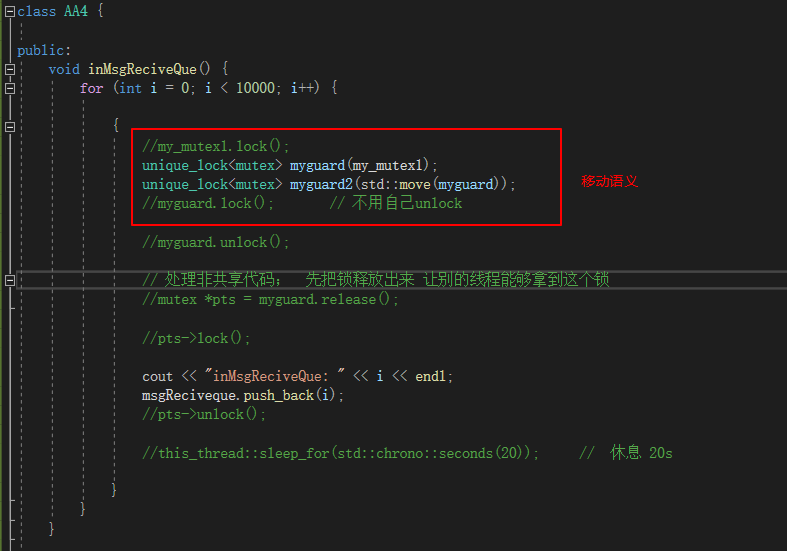 class AA4 {
public:
void inMsgReciveQue() {
for (int i = 0; i < 10000; i++) {
{
//my_mutex1.lock();
unique_lock<mutex> myguard(my_mutex1);
unique_lock<mutex> myguard2(std::move(myguard));
移动语义
//myguard.lock(); // 不用自己unlock
//myguard.unlock();
// 处理非共享代码； 先把锁释放出来 让别的线程能够拿到这个锁
//mutex *pts = myguard.release();
//pts->lock();
cout << "inMsgReciveQue: " << i << endl;
msgReciveque.push_back(i);
//pts->unlock();
//this_thread::sleep_for(std::chrono::seconds(20)); // 休息 20s
}
}
}